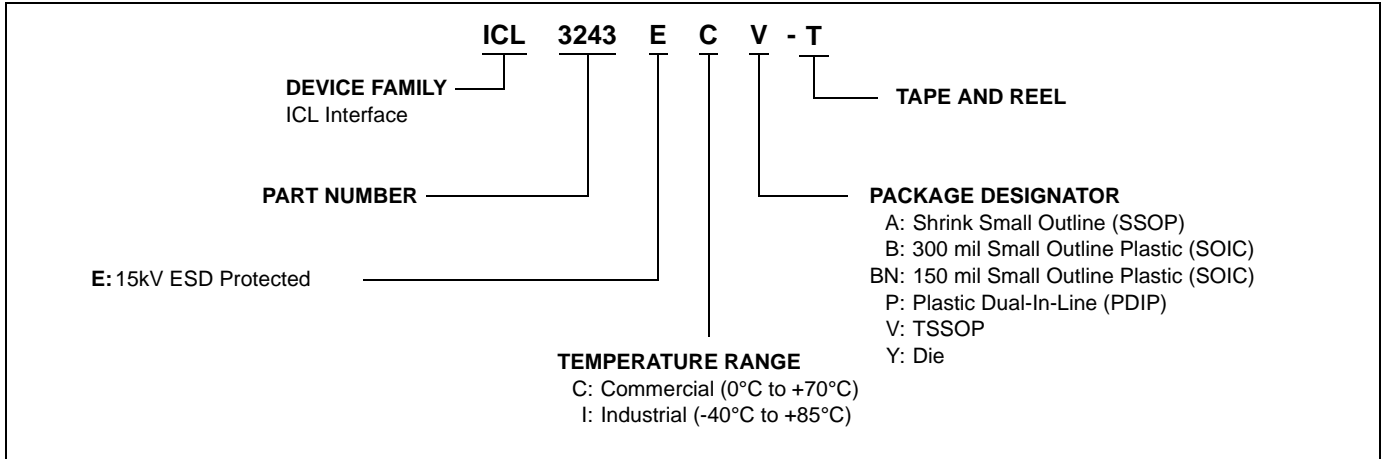 ICL 3243 E C V - T
DEVICE FAMILY
ICL Interface
TAPE AND REEL
PART NUMBER
PACKAGE DESIGNATOR
A: Shrink Small Outline (SSOP)
B: 300 mil Small Outline Plastic (SOIC)
BN: 150 mil Small Outline Plastic (SOIC)
P: Plastic Dual-In-Line (PDIP)
V: TSSOP
Y: Die
E: 15kV ESD Protected
TEMPERATURE RANGE
C: Commercial (0°C to +70°C)
I: Industrial (-40°C to +85°C)